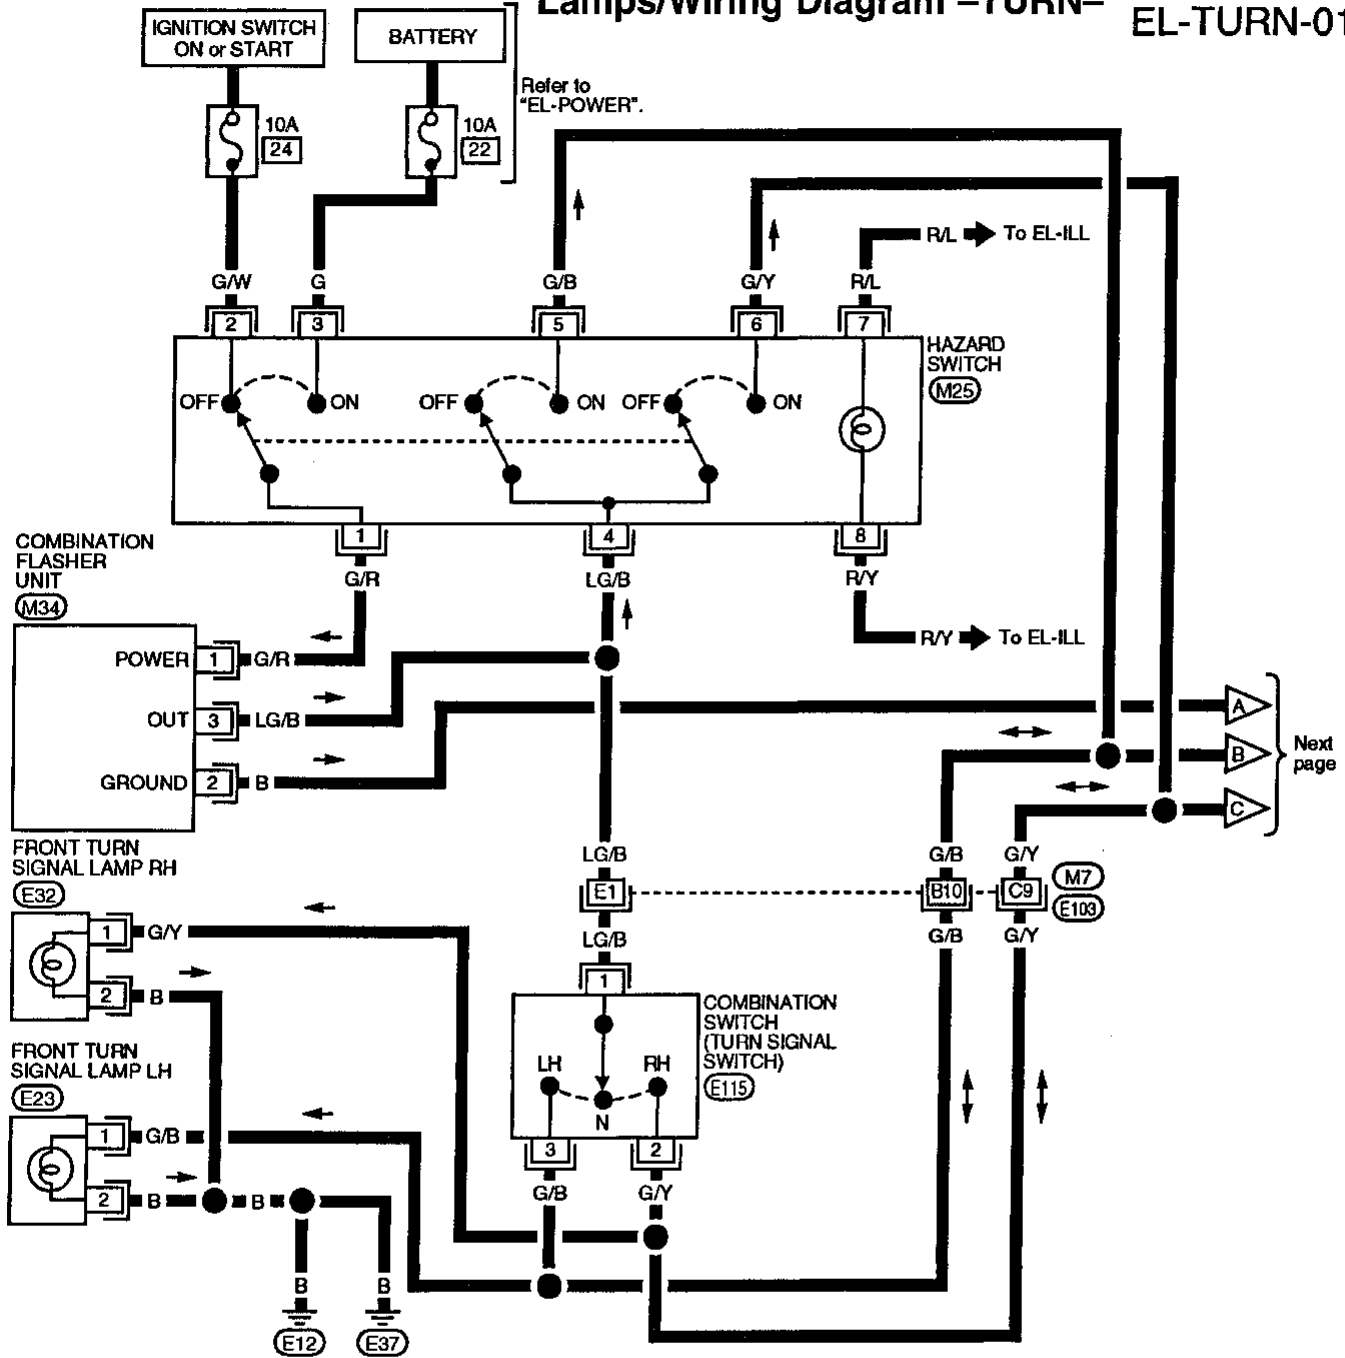 Lamps/Wiring Diagram –TURN–
EL-TURN-01
IGNITION SWITCH
ON or START
BATTERY
Refer to
"EL-POWER".
10A
24
10A
22
R/L
To EL-ILL
G/W
G
G/B
G/Y
R/L
2
3
5
6
7
HAZARD
SWITCH
M25
OFF
ON
OFF
ON
OFF
ON
1
4
8
G/R
LG/B
R/Y
COMBINATION
FLASHER
UNIT
M34
R/Y
To EL-ILL
POWER
1
G/R
OUT
3
LG/B
GROUND
2
B
A
B
C
Next
page
FRONT TURN
SIGNAL LAMP RH
E32
LG/B
G/B
G/Y
E1
B10
C9
M7
E103
LG/B
G/B
G/Y
1
G/Y
2
B
1
COMBINATION
SWITCH
(TURN SIGNAL
SWITCH)
E115
LH
RH
N
FRONT TURN
SIGNAL LAMP LH
E23
1
G/B
2
B
B
3
2
G/B
G/Y
B
B
E12
E37